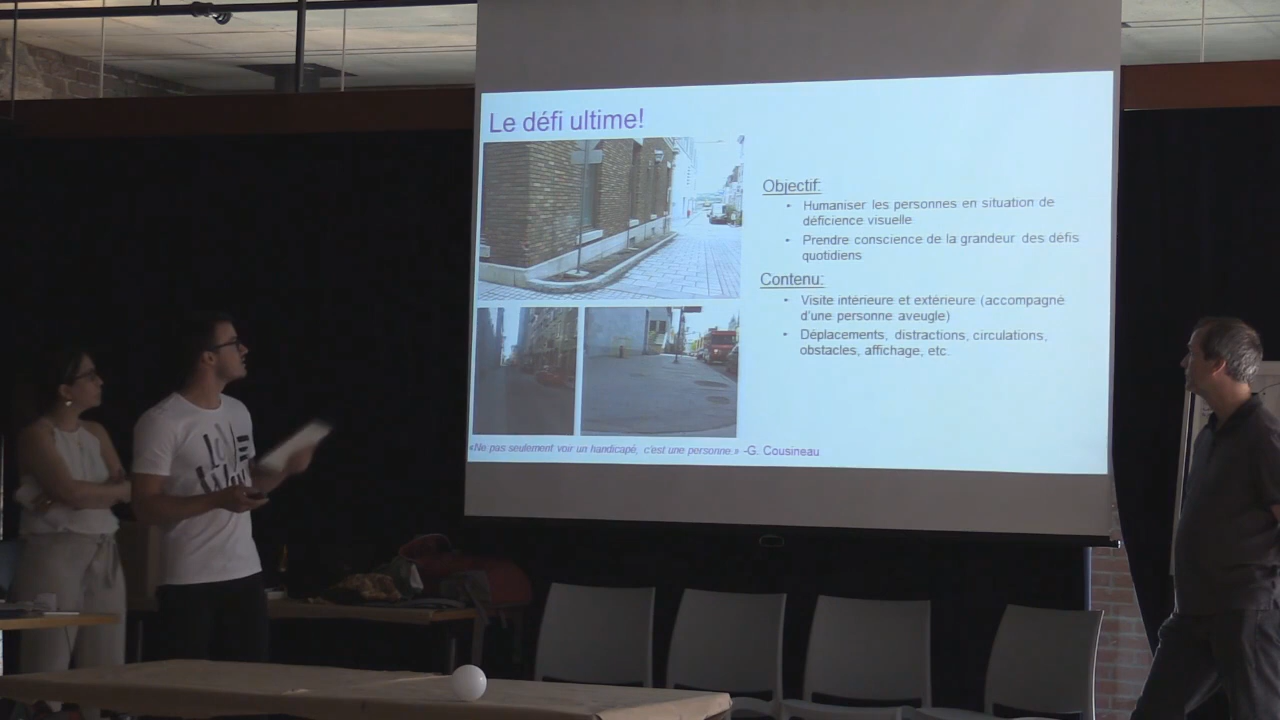 Le défi ultime!
Objectif:
• Humaniser les personnes en situation de
déficience visuelle
• Prendre conscience de la grandeur des défis
quotidiens
Contenu:
• Visite intérieure et extérieure (accompagné
d'une personne aveugle)
• Déplacements, distractions, circulations,
obstacles, affichage, etc.
«Ne pas seulement voir un handicapé, c'est une personne.» -G. Cousineau